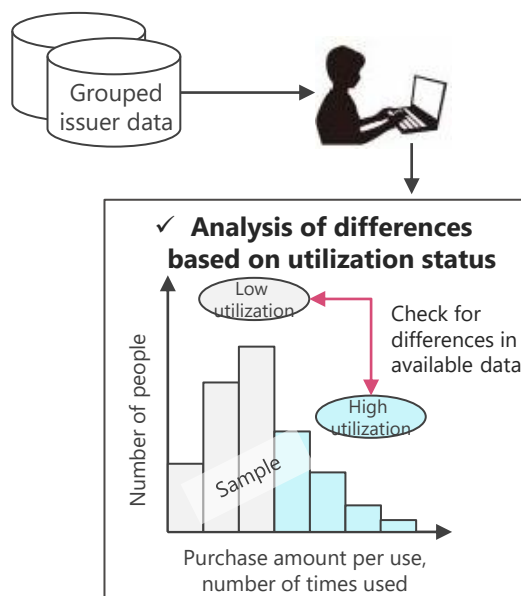 Grouped
issuer data
✓ Analysis of differences
based on utilization status
Low
utilization
Check for
differences in
available data
High
utilization
Number of people
Sample
Purchase amount per use,
number of times used